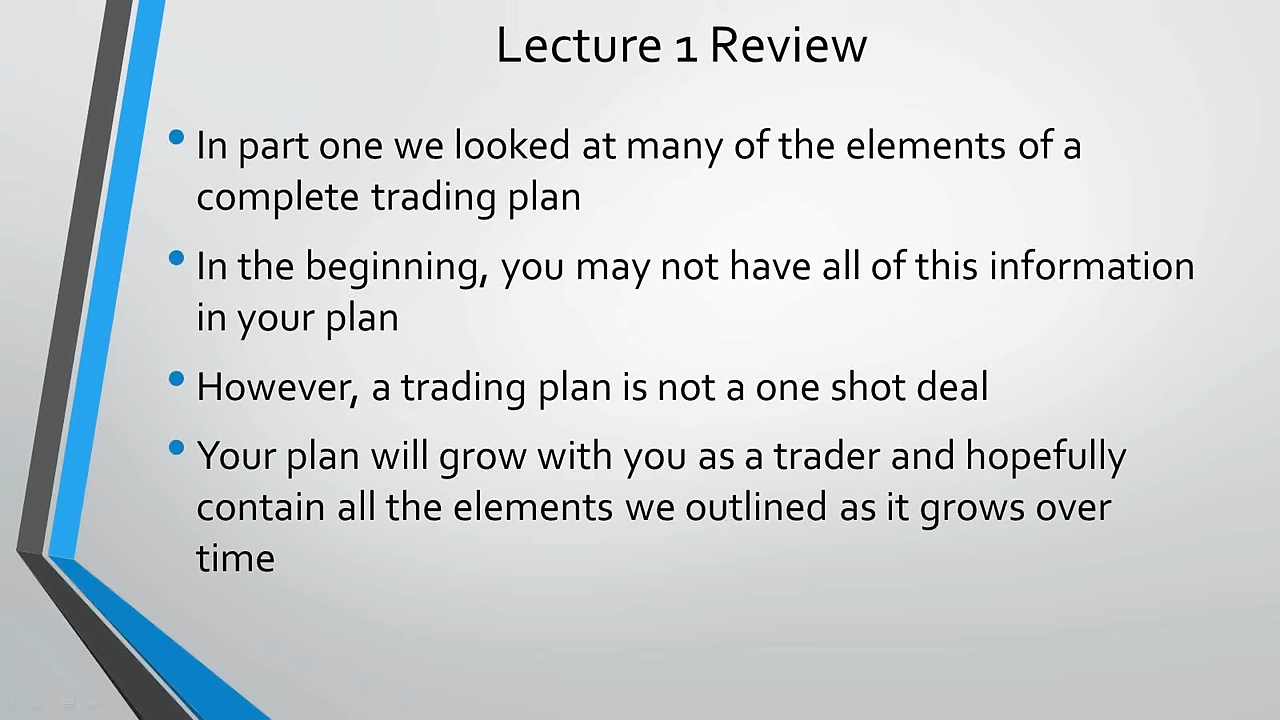 Lecture 1 Review
• In part one we looked at many of the elements of a
complete trading plan
• In the beginning, you may not have all of this information
in your plan
• However, a trading plan is not a one shot deal
• Your plan will grow with you as a trader and hopefully
contain all the elements we outlined as it grows over
time